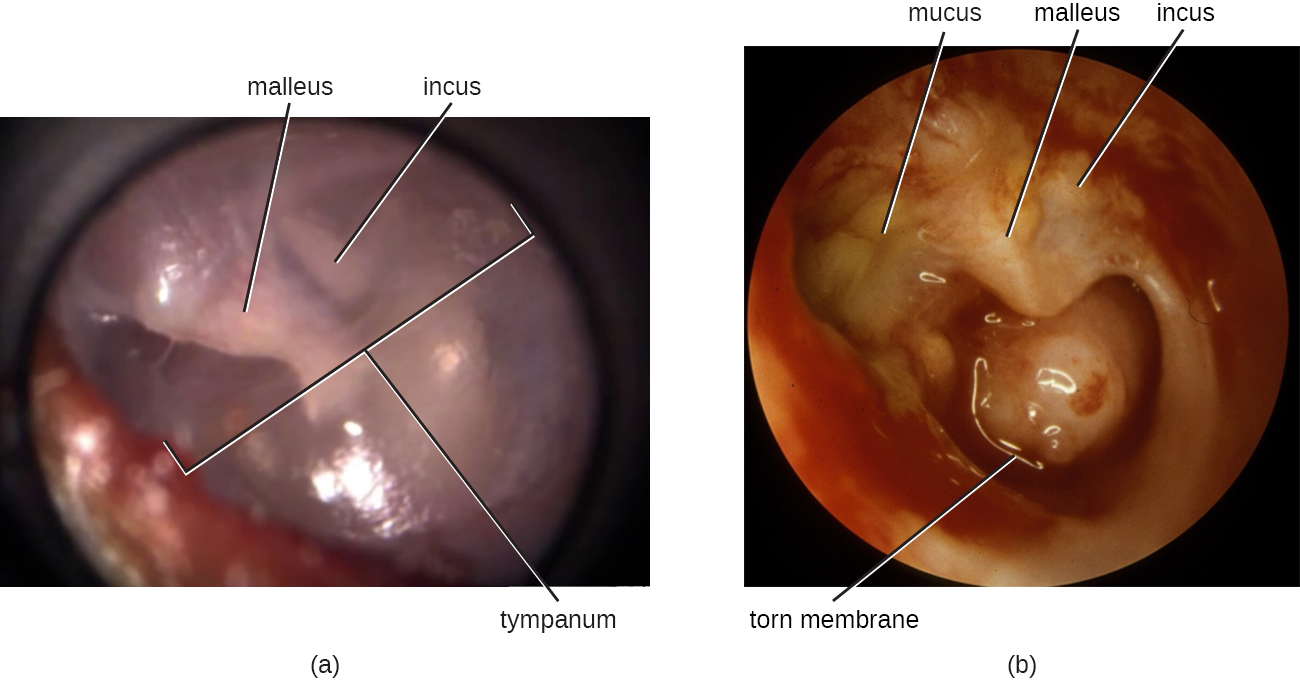 malleus
incus
tympanum
(a)
mucus
malleus
incus
torn membrane
(b)